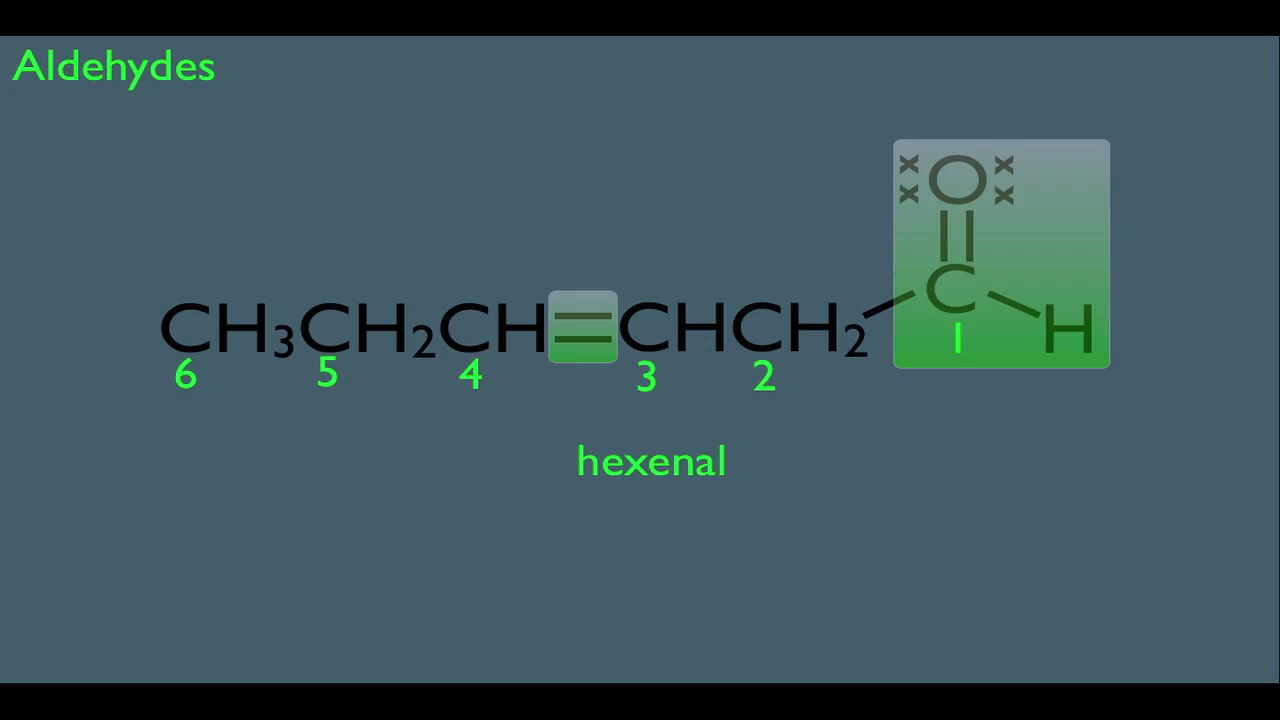 Aldehydes
x O x
x x
C
CH₃CH₂CH=CHCH₂ H
6 5 4 3 2 1
hexenal